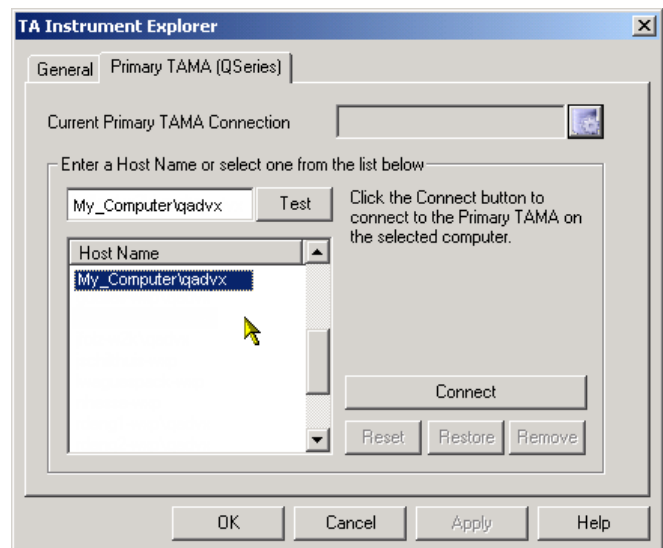 TA Instrument Explorer
General
Primary TAMA (QSeries)
Current Primary TAMA Connection
Enter a Host Name or select one from the list below
My_Computer\qadvx
Test
Click the Connect button to
connect to the Primary TAMA on
the selected computer.
Host Name
My_Computer\qadvx
Connect
Reset
Restore
Remove
OK
Cancel
Apply
Help